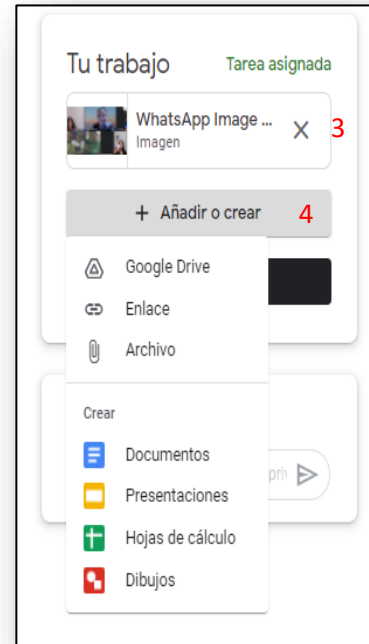 Tu trabajo Tarea asignada
WhatsApp Image ...
Imagen
3
+ Añadir o crear 4
Google Drive
Enlace
Archivo
Crear
Documentos
Presentaciones
Hojas de cálculo
Dibujos